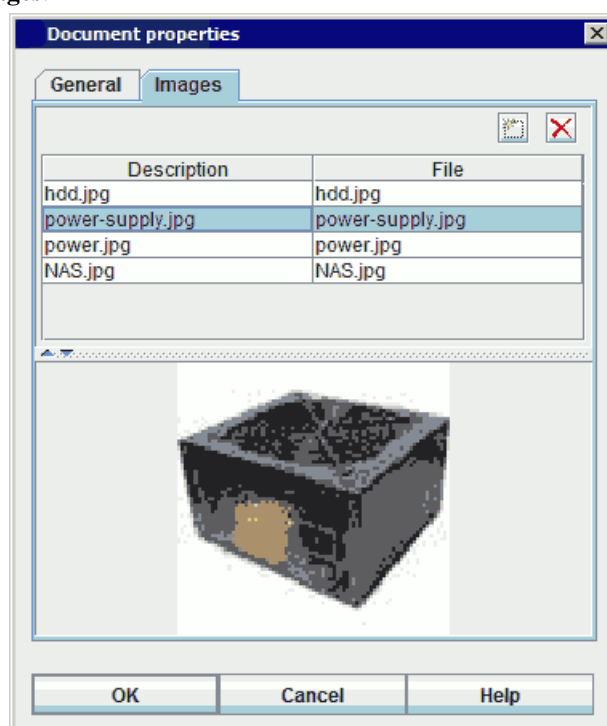 Document properties
General Images
Description File
hdd.jpg hdd.jpg
power-supply.jpg power-supply.jpg
power.jpg power.jpg
NAS.jpg NAS.jpg
OK Cancel Help